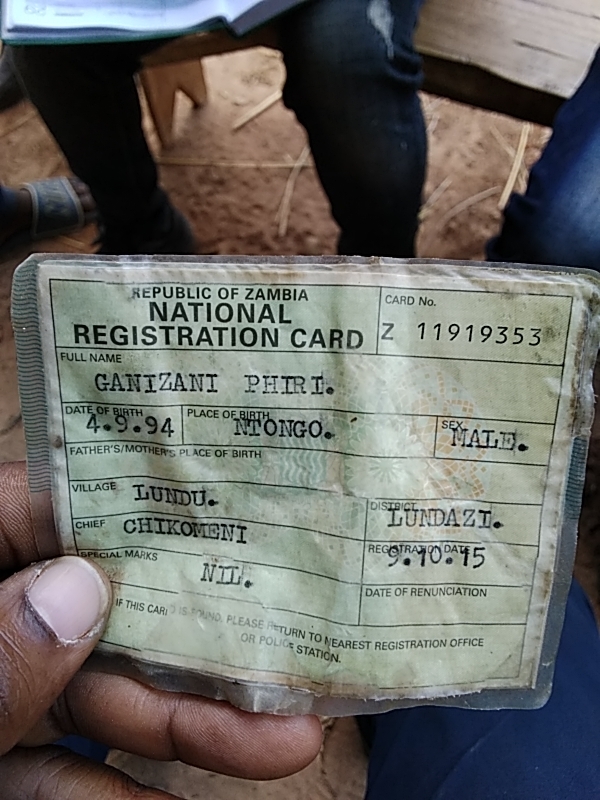 REPUBLIC OF ZAMBIA
NATIONAL
REGISTRATION CARD
CARD No.
Z 11919353
FULL NAME
GANIZANI PHIRI.
DATE OF BIRTH
4.9.94
PLACE OF BIRTH
NTONGO.
SEX
MALE.
FATHER'S/MOTHER'S PLACE OF BIRTH
VILLAGE LUNDU.
DISTRICT
LUNDAZI.
CHIEF CHIKOMENI
REGISTRATION DATE
9.10.15
SPECIAL MARKS
NIL.
DATE OF RENUNCIATION
IF THIS CARD IS FOUND, PLEASE RETURN TO NEAREST REGISTRATION OFFICE
OR POLICE STATION.